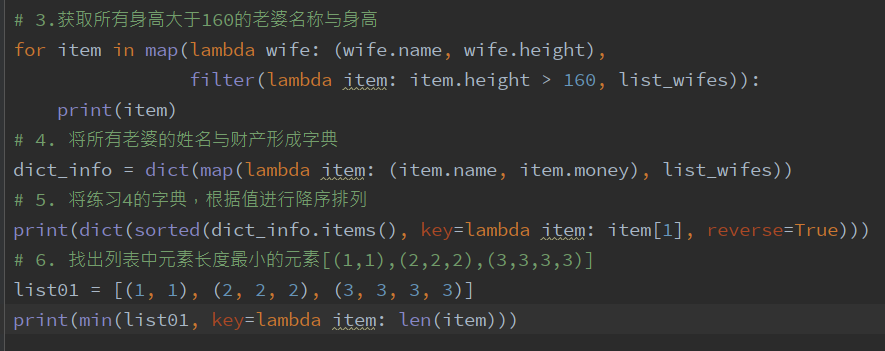 # 3.获取所有身高大于160的老婆名称与身高
for item in map(lambda wife: (wife.name, wife.height),
                filter(lambda item: item.height > 160, list_wifes)):
    print(item)
# 4. 将所有老婆的姓名与财产形成字典
dict_info = dict(map(lambda item: (item.name, item.money), list_wifes))
# 5. 将练习4的字典，根据值进行降序排列
print(dict(sorted(dict_info.items(), key=lambda item: item[1], reverse=True)))
# 6. 找出列表中元素长度最小的元素[(1,1),(2,2,2),(3,3,3,3)]
list01 = [(1, 1), (2, 2, 2), (3, 3, 3, 3)]
print(min(list01, key=lambda item: len(item)))